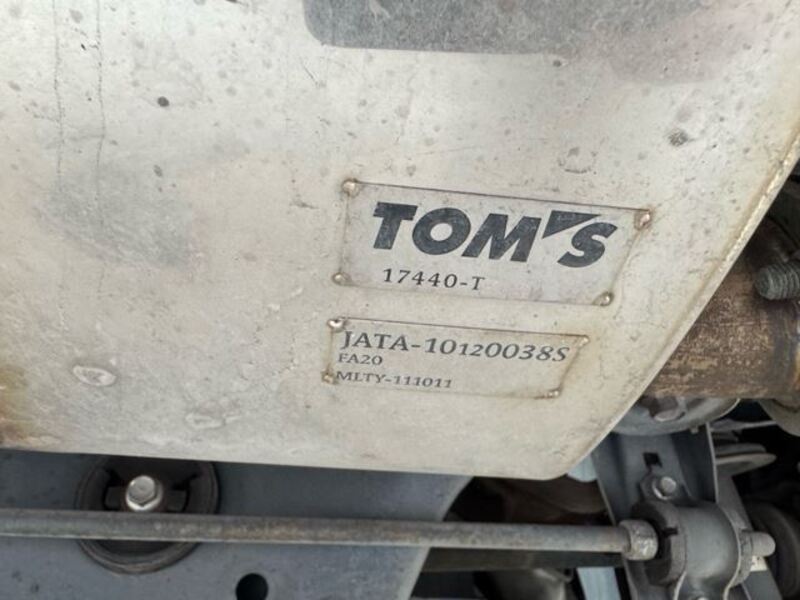 TOM'S
17440-T
JATA-10120038S
FA20
MLTY-111011